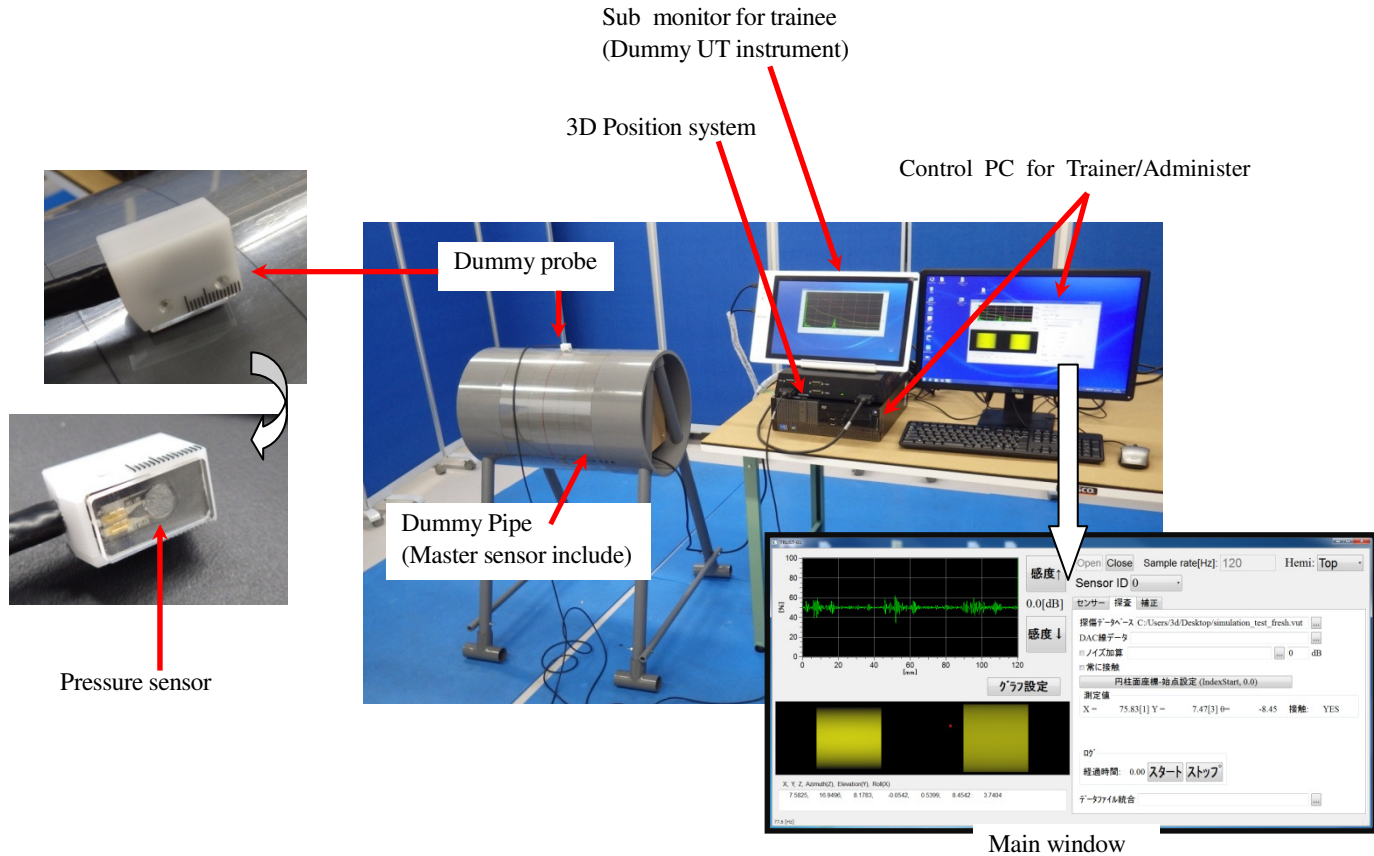 Sub monitor for trainee
(Dummy UT instrument)
3D Position system
Control PC for Trainer/Administer
Dummy probe
Dummy Pipe
(Master sensor include)
Pressure sensor
DELL
TRUST-01
100
80
60
40
20
0
[%]
0 20 40 60 80 100 120
[mm]
感度↑
0.0[dB]
感度↓
グラフ設定
Open Close Sample rate[Hz]: 120 Hemi: Top
Sensor ID 0
センサー 探査 補正
探傷データベース C:/Users/3d/Desktop/simulation_test_fresh.vut ...
DAC線データ ...
ノイズ加算 ... 0 dB
常に接触
円柱面座標-始点設定 (IndexStart, 0.0)
測定値
X = 75.83[1] Y = 7.47[3] θ= -8.45 接触: YES
ログ
経過時間: 0.00 スタート ストップ
データファイル統合 ...
X, Y, Z, Azimuth(Z), Elevation(Y), Roll(X)
7.5825, 16.9496, 8.1783, -0.0542, 0.5399, 8.4542 3.7404
77.6 [Hz]
Main window